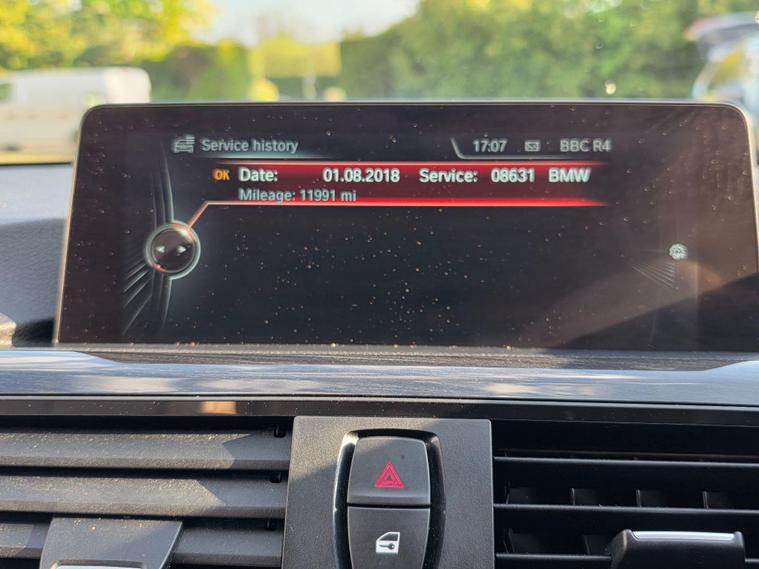 Service history 17:07 BBC R4
OK Date: 01.08.2018 Service: 08631 BMW
Mileage: 11991 mi